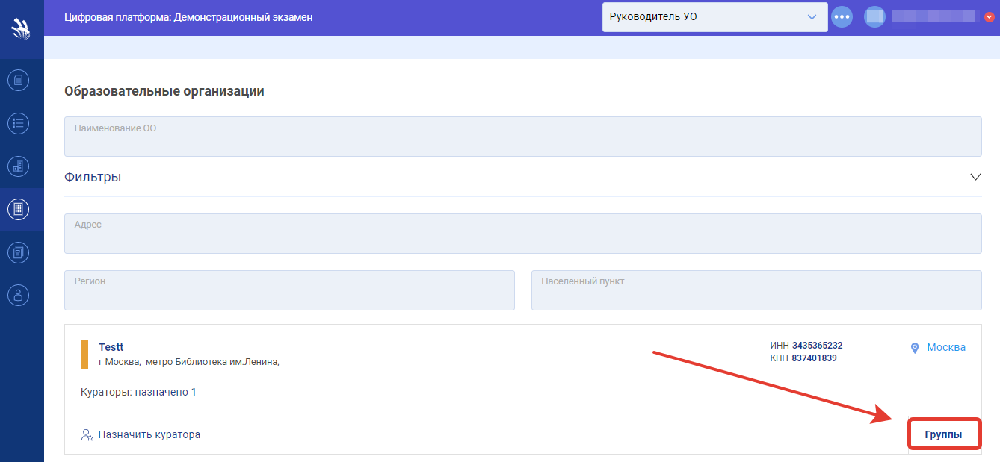 Цифровая платформа: Демонстрационный экзамен
Руководитель УО
Образовательные организации
Наименование ОО
Фильтры
Адрес
Регион
Населенный пункт
Testt
г Москва, метро Библиотека им.Ленина,
ИНН 3435365232
КПП 837401839
Москва
Кураторы: назначено 1
Назначить куратора
Группы